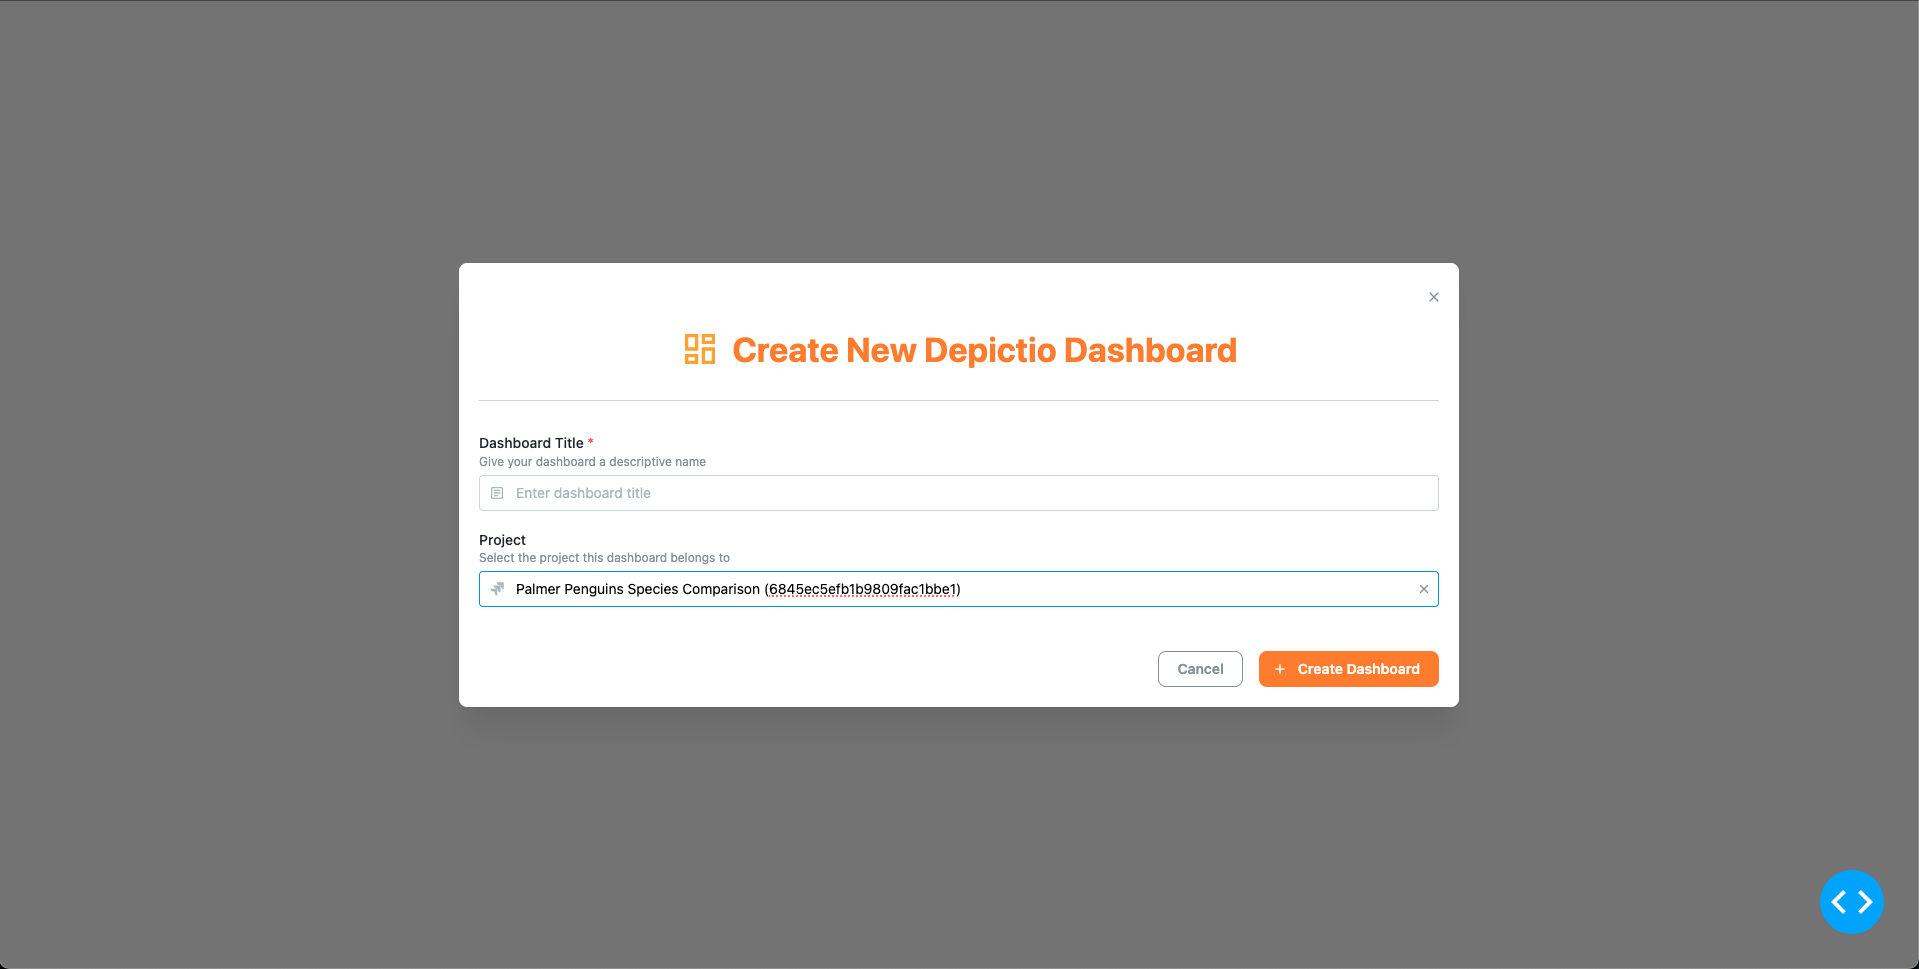 Create New Depictio Dashboard
Dashboard Title *
Give your dashboard a descriptive name
Enter dashboard title
Project
Select the project this dashboard belongs to
Palmer Penguins Species Comparison (6845ec5efb1b9809fac1bbe1)
Cancel
+ Create Dashboard